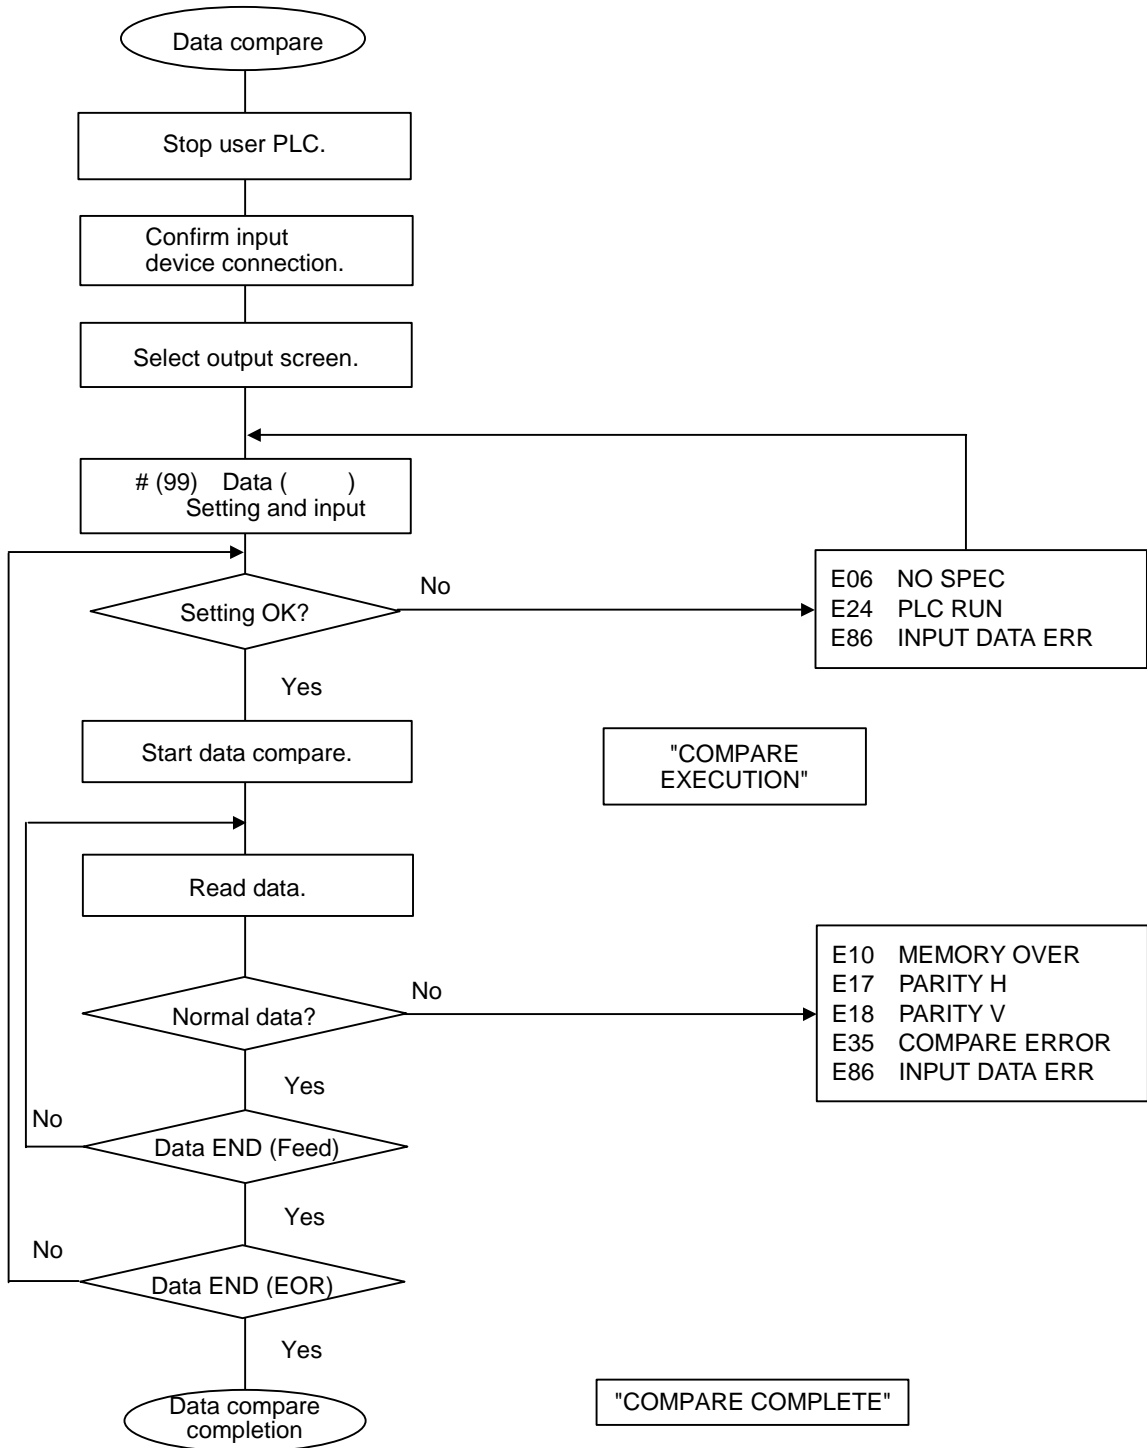 Data compare
Stop user PLC.
Confirm input
device connection.
Select output screen.
# (99) Data ( )
Setting and input
Setting OK?
No
E06 NO SPEC
E24 PLC RUN
E86 INPUT DATA ERR
Yes
Start data compare.
"COMPARE
EXECUTION"
Read data.
Normal data?
No
E10 MEMORY OVER
E17 PARITY H
E18 PARITY V
E35 COMPARE ERROR
E86 INPUT DATA ERR
Yes
No
Data END (Feed)
Yes
No
Data END (EOR)
Yes
Data compare
completion
"COMPARE COMPLETE"